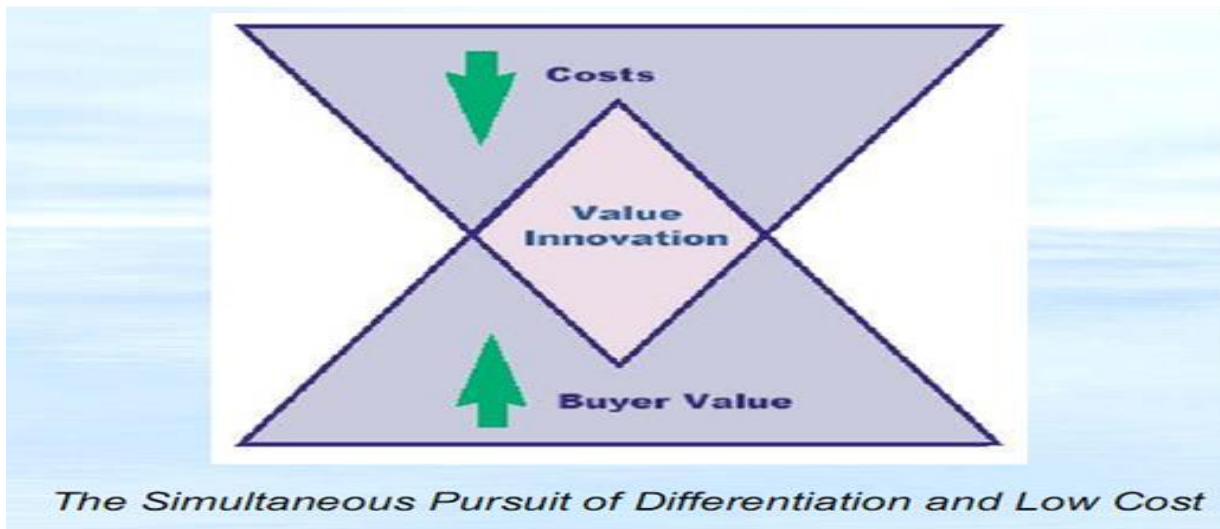 Costs
Value
Innovation
Buyer Value
The Simultaneous Pursuit of Differentiation and Low Cost